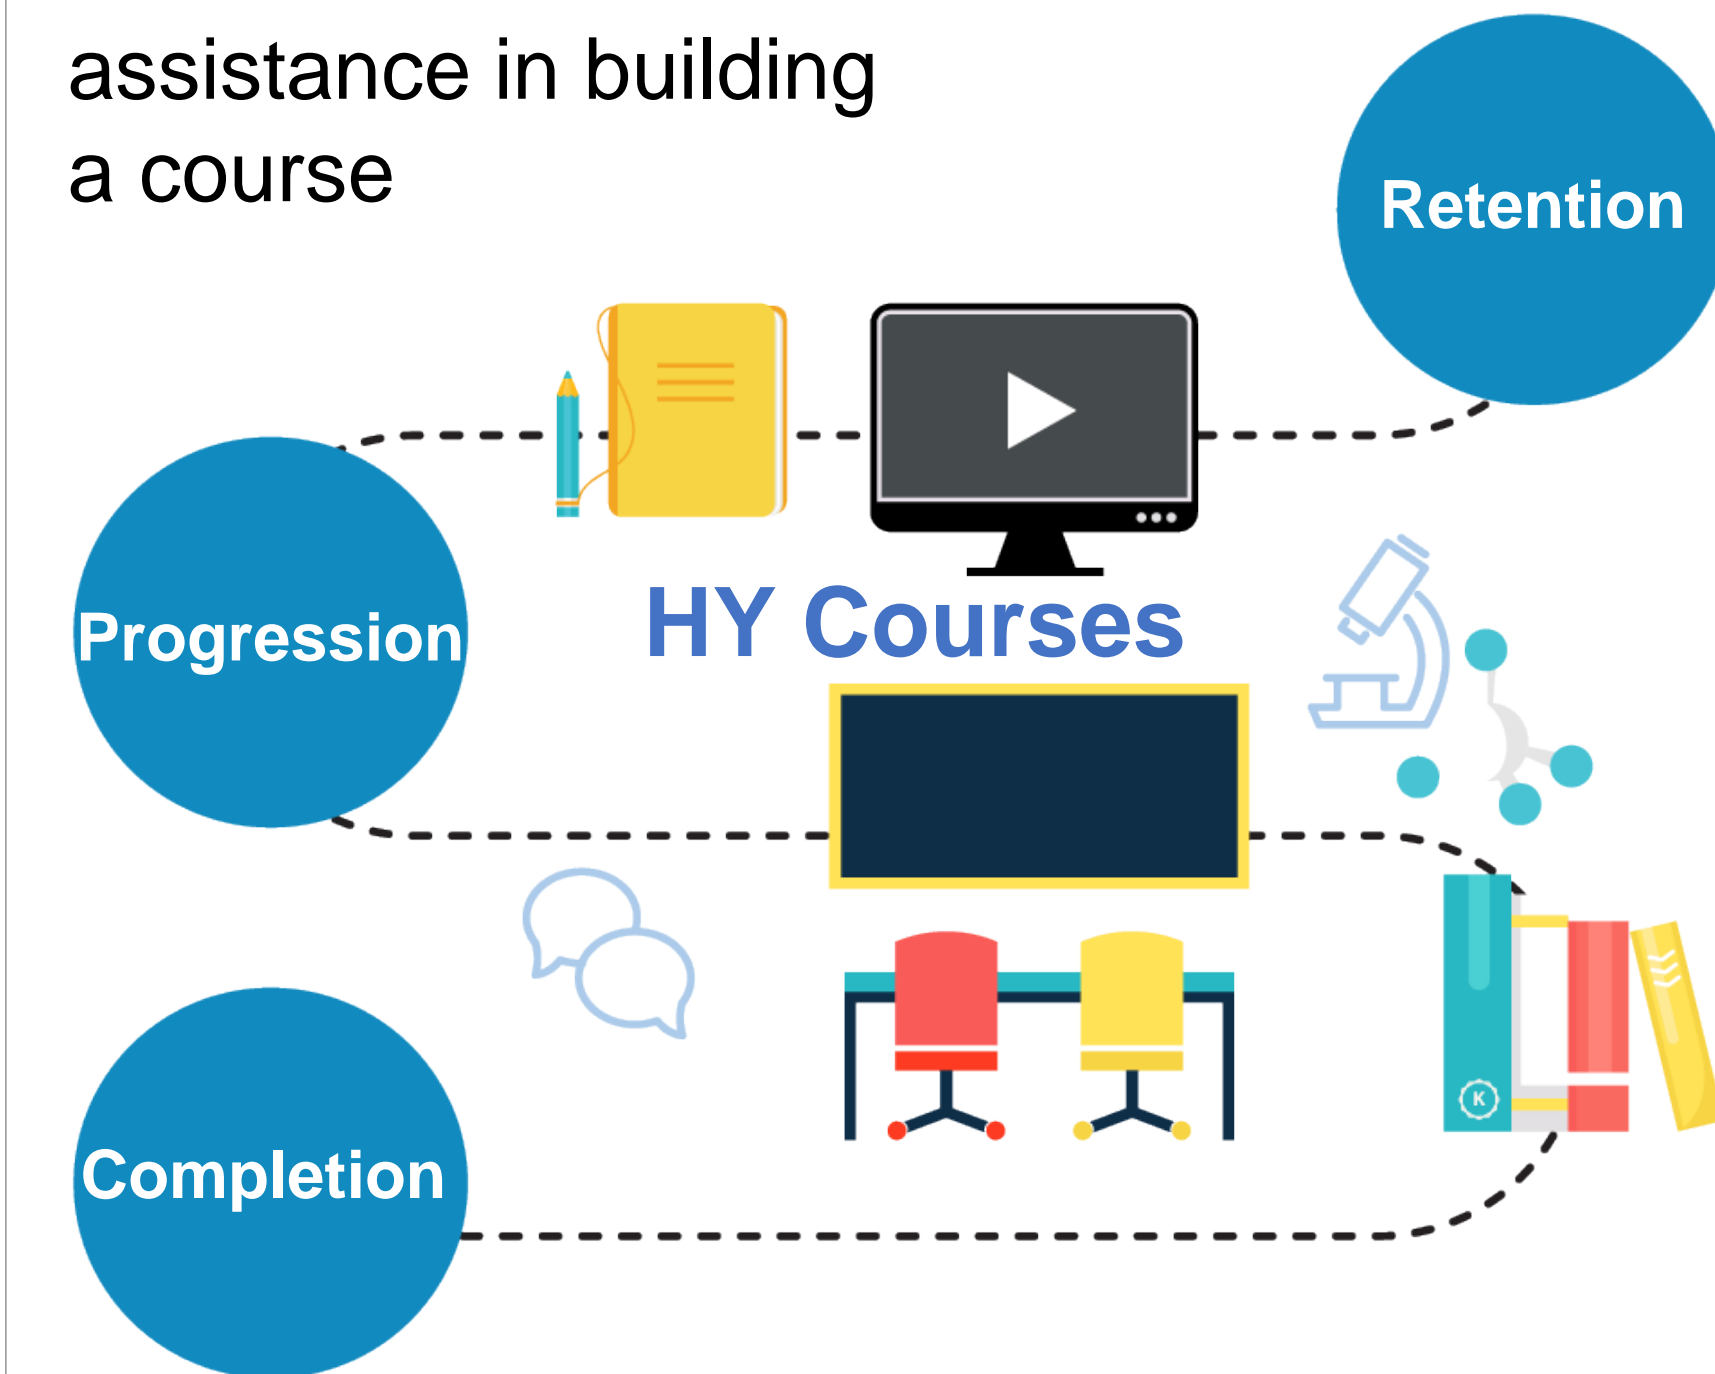 assistance in building
a course
Retention
Progression
HY Courses
K
Completion